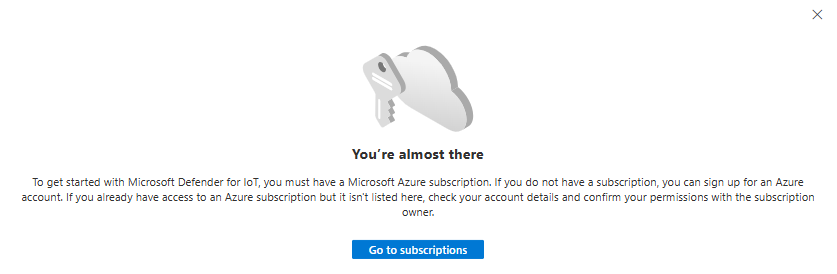 You're almost there
To get started with Microsoft Defender for IoT, you must have a Microsoft Azure subscription. If you do not have a subscription, you can sign up for an Azure
account. If you already have access to an Azure subscription but it isn't listed here, check your account details and confirm your permissions with the subscription
owner.
Go to subscriptions